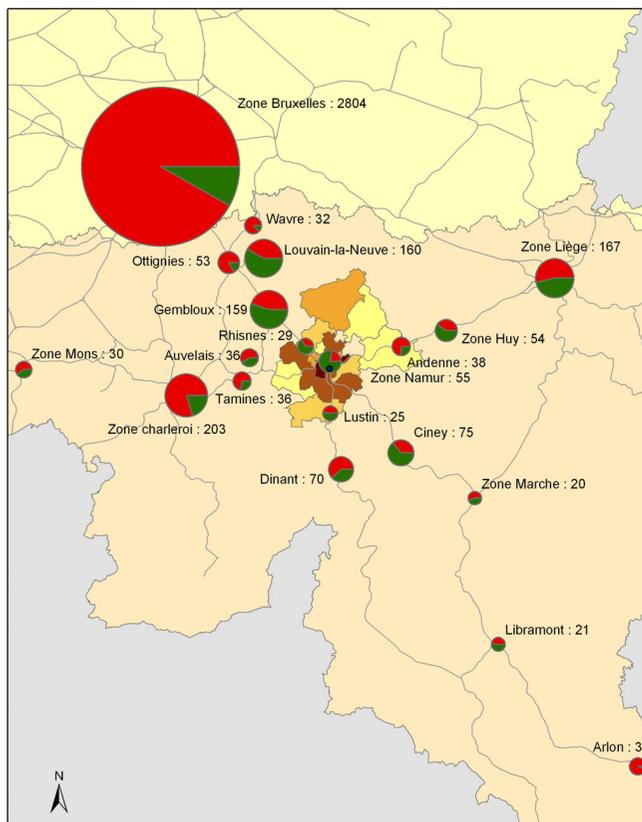 Zone Bruxelles : 2804
Wavre : 32
Louvain-la-Neuve : 160
Zone Liège : 167
Ottignies : 53
Gembloux : 159
Rhisnes : 29
Zone Huy : 54
Zone Mons : 30
Auvelais : 36
Andenne : 38
Zone Namur : 55
Tamines : 36
Lustin : 25
Zone charleroi : 203
Ciney : 75
Dinant : 70
Zone Marche : 20
Libramont : 21
Arlon : 3
N